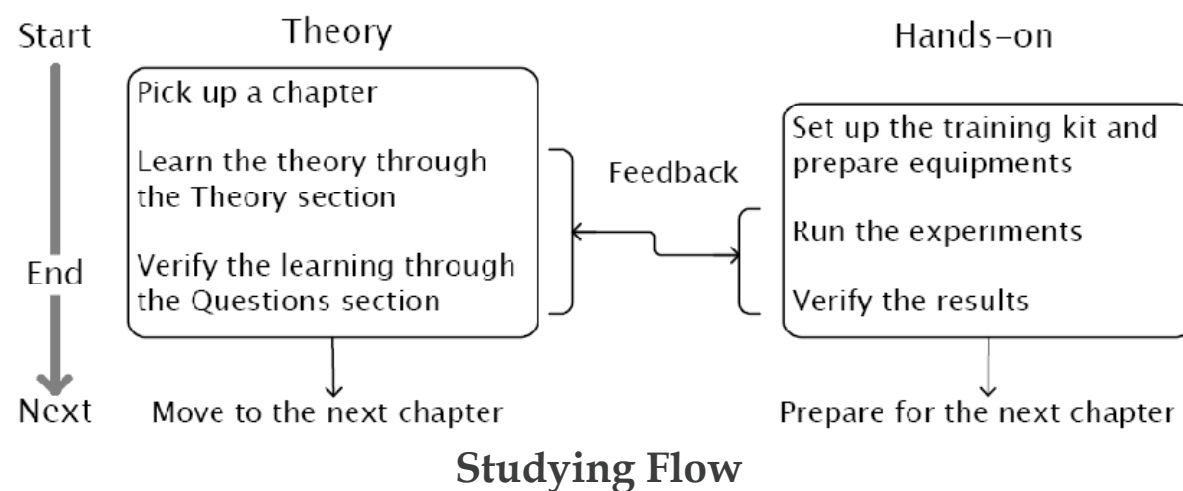 Start
Theory
Hands-on
Pick up a chapter
Learn the theory through
the Theory section
Verify the learning through
the Questions section
Feedback
Set up the training kit and
prepare equipments
Run the experiments
Verify the results
End
Next
Move to the next chapter
Prepare for the next chapter
Studying Flow